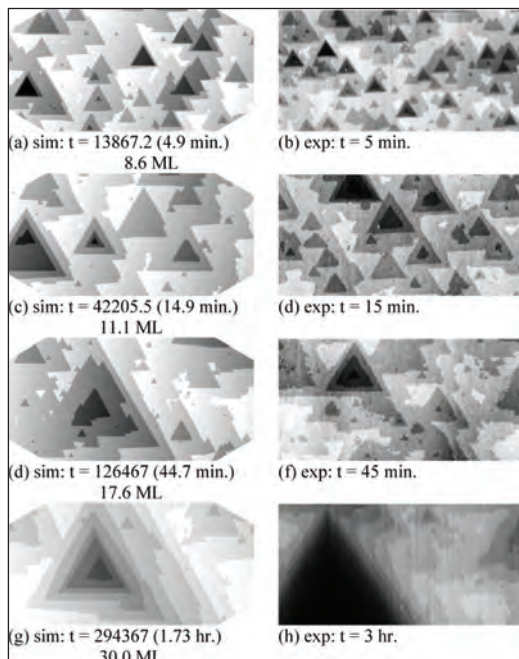 (a) sim: t = 13867.2 (4.9 min.)
8.6 ML
(b) exp: t = 5 min.
(c) sim: t = 42205.5 (14.9 min.)
11.1 ML
(d) exp: t = 15 min.
(d) sim: t = 126467 (44.7 min.)
17.6 ML
(f) exp: t = 45 min.
(g) sim: t = 294367 (1.73 hr.)
30.0 ML
(h) exp: t = 3 hr.